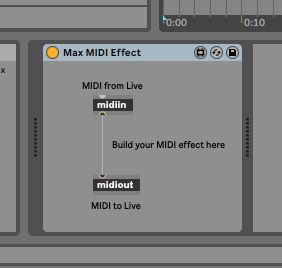 0:00
0:10
Max MIDI Effect
x
MIDI from Live
midiin
Build your MIDI effect here
midiout
MIDI to Live